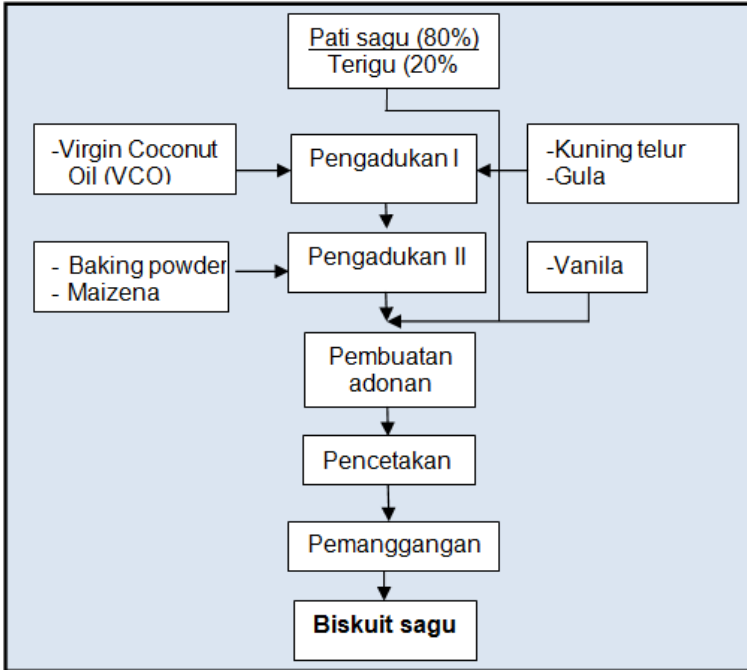 Pati sagu (80%)
Terigu (20%
-Virgin Coconut
Oil (VCO)
Pengadukan I
-Kuning telur
-Gula
- Baking powder
- Maizena
Pengadukan II
-Vanila
Pembuatan
adonan
Pencetakan
Pemanggangan
Biskuit sagu